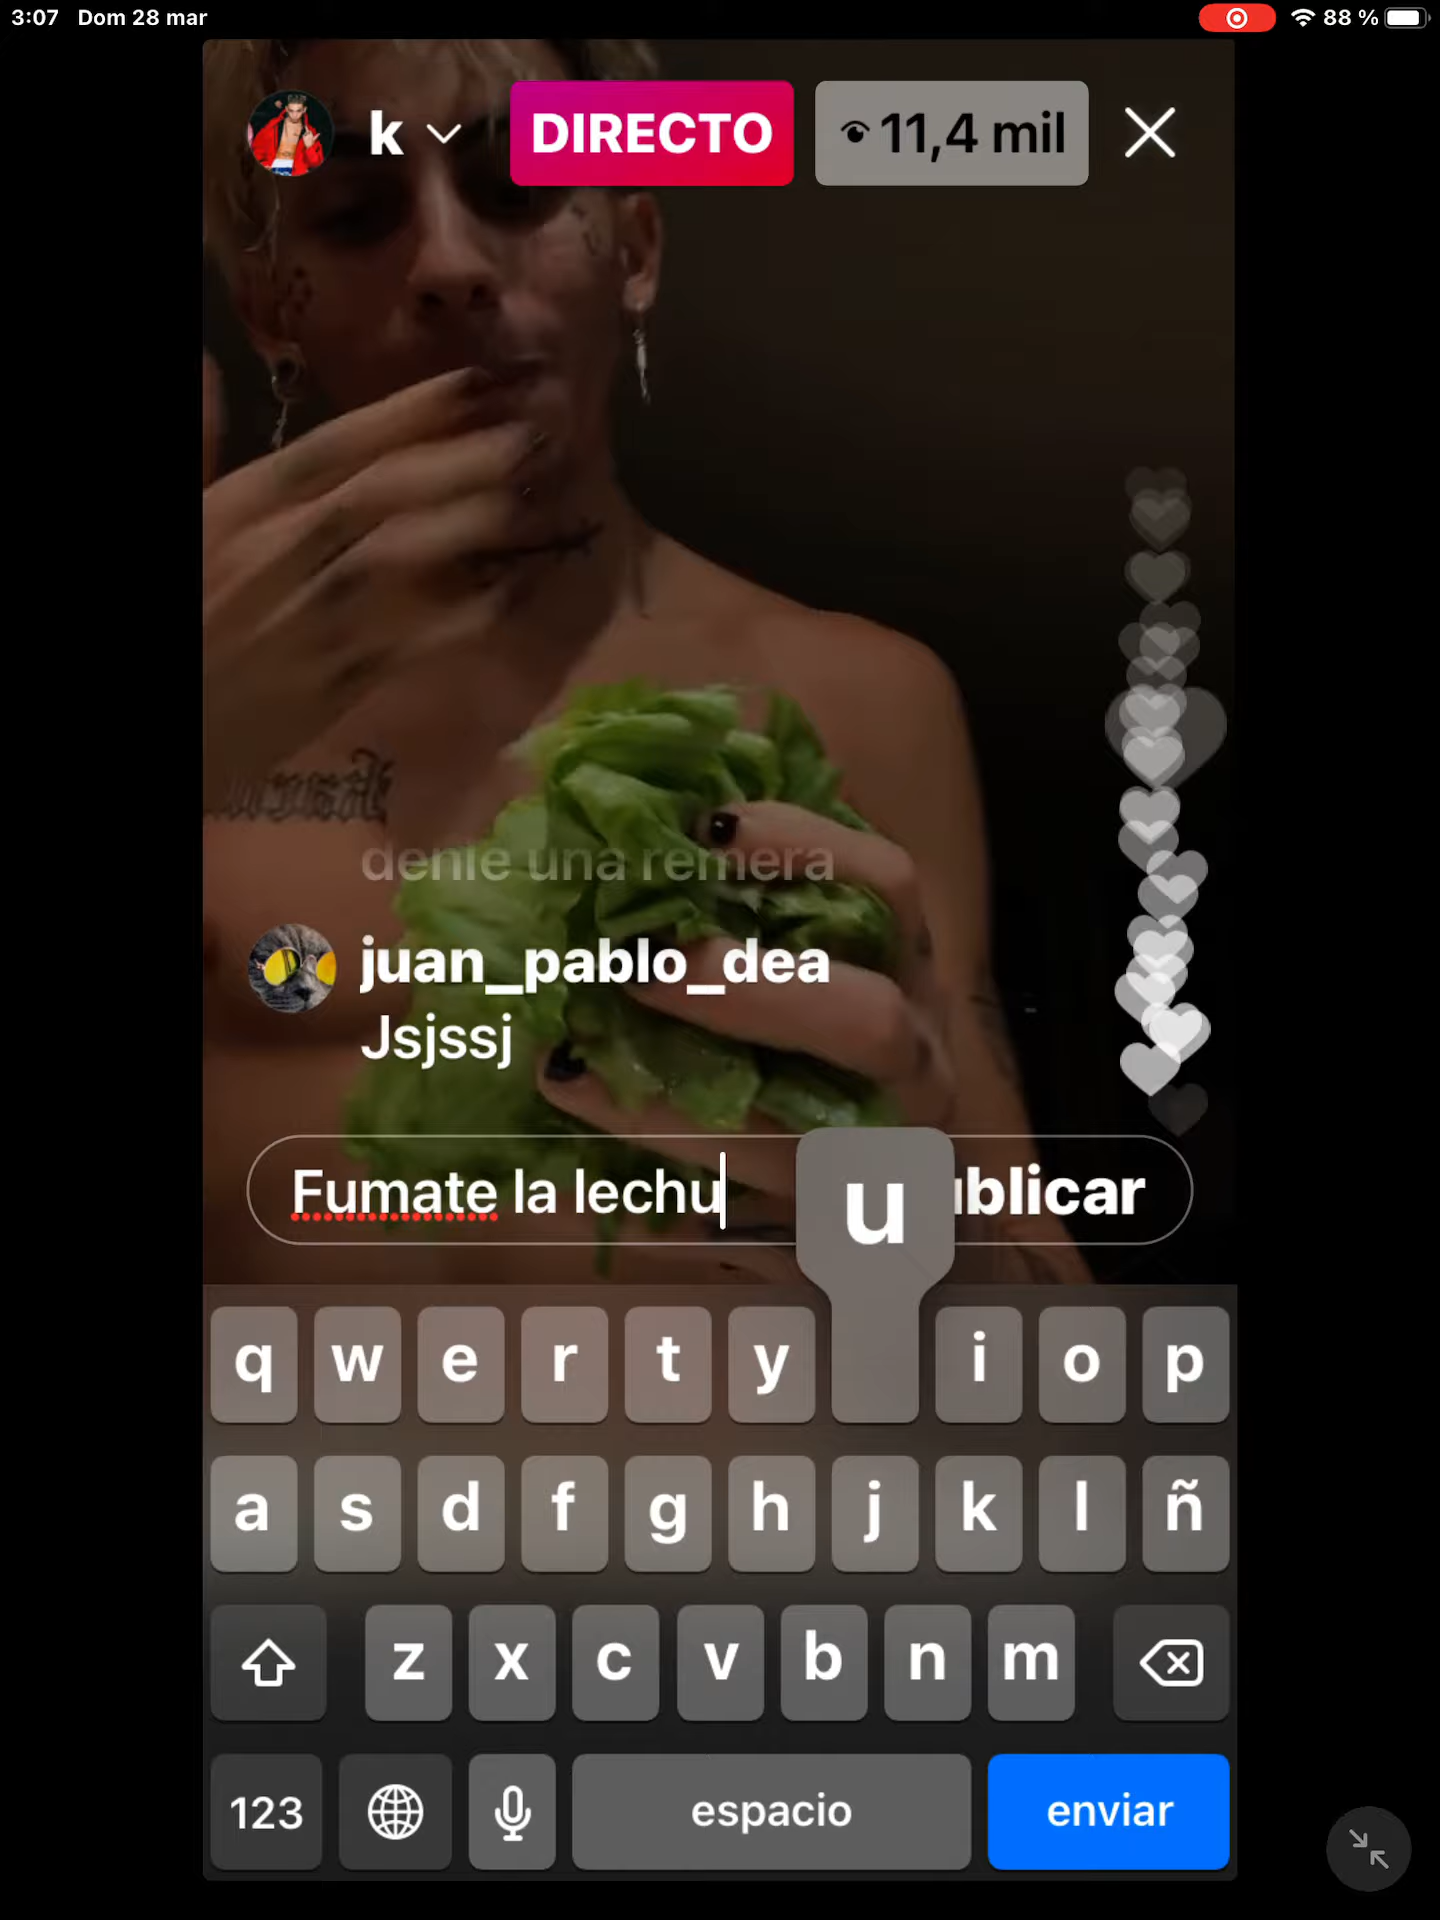 3:07 Dom 28 mar 88 %
k DIRECTO 11,4 mil
denle una remera
juan_pablo_dea
Jsjssj
Fumate la lechu
u
blicar
q w e r t y i o p
a s d f g h j k l ñ
z x c v b n m
123 espacio enviar